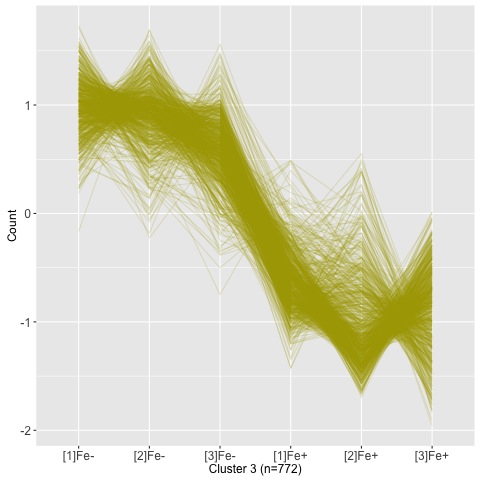 Count
1
0
-1
-2
[1]Fe-
[2]Fe-
[3]Fe-
[1]Fe+
[2]Fe+
[3]Fe+
Cluster 3 (n=772)